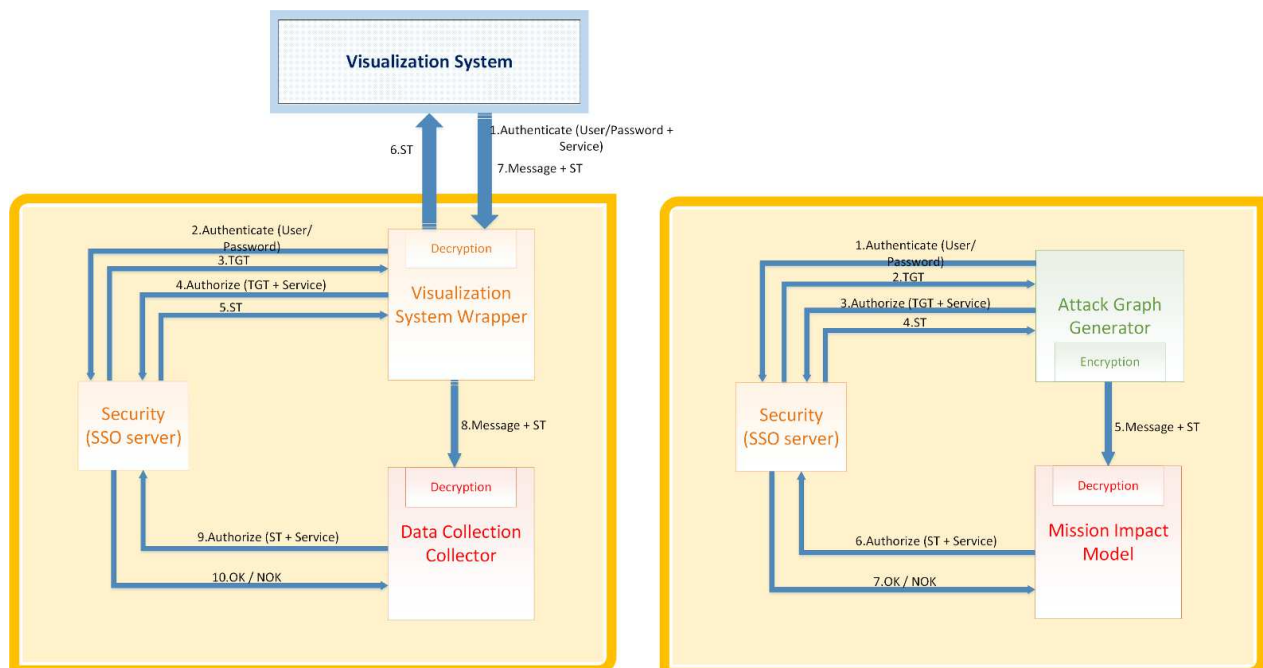 Visualization System
1.Authenticate (User/Password +
Service)
6.ST
7.Message + ST
2.Authenticate (User/
Password)
3.TGT
4.Authorize (TGT + Service)
5.ST
Decryption
Visualization
System Wrapper
Security
(SSO server)
8.Message + ST
Decryption
Data Collection
Collector
9.Authorize (ST + Service)
10.OK / NOK
1.Authenticate (User/
Password)
2.TGT
3.Authorize (TGT + Service)
4.ST
Attack Graph
Generator
Encryption
Security
(SSO server)
5.Message + ST
Decryption
Mission Impact
Model
6.Authorize (ST + Service)
7.OK / NOK